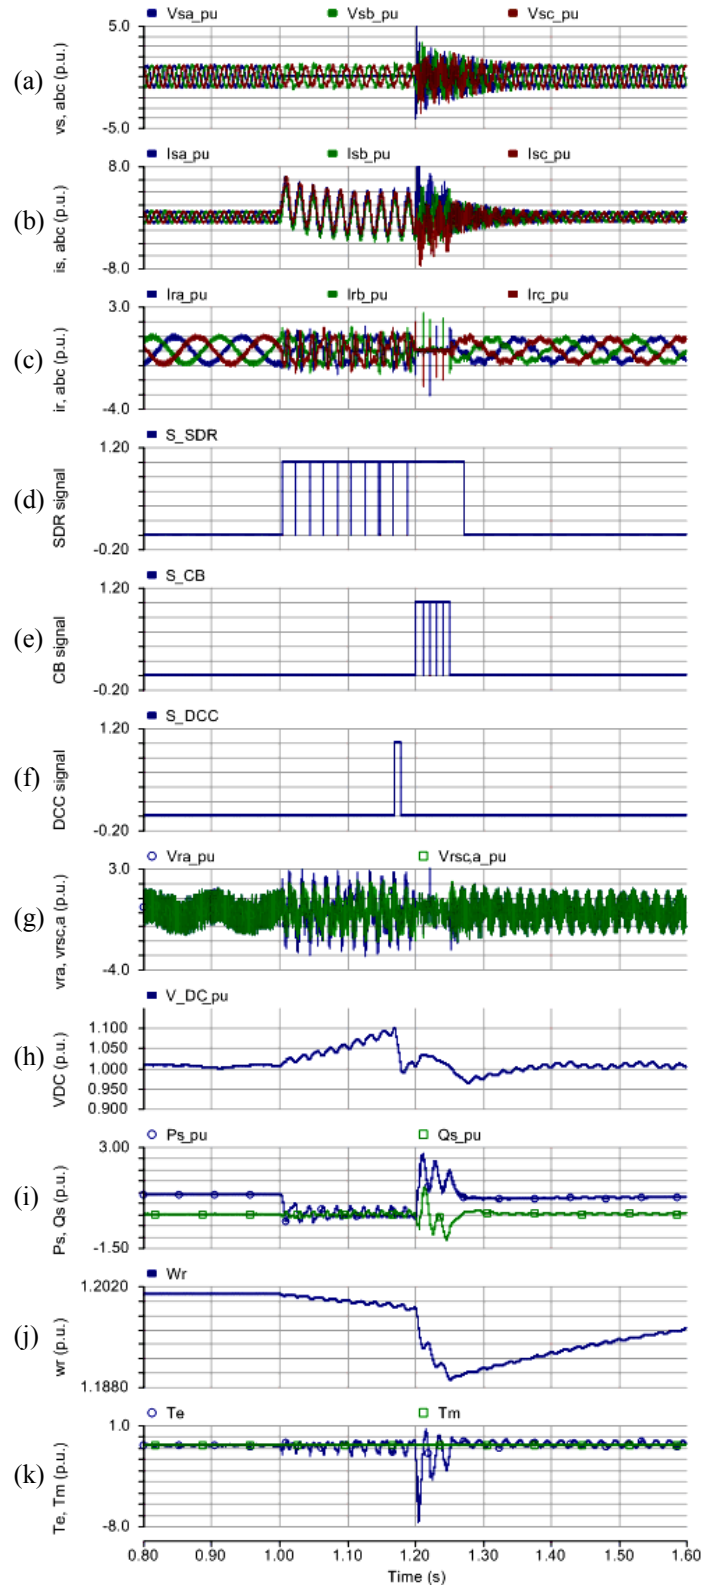 Vsa_pu Vsb_pu Vsc_pu
5.0
(a)
vs, abc (p.u.)
-5.0
Isa_pu Isb_pu Isc_pu
8.0
(b)
is, abc (p.u.)
-8.0
Ira_pu Irb_pu Irc_pu
3.0
(c)
ir, abc (p.u.)
-4.0
S_SDR
1.20
(d)
SDR signal
-0.20
S_CB
1.20
(e)
CB signal
-0.20
S_DCC
1.20
(f)
DCC signal
-0.20
Vra_pu Vrsc,a_pu
3.0
(g)
vra, vrsc,a (p.u.)
-4.0
V_DC_pu
1.100
1.050
(h)
VDC (p.u.)
1.000
0.950
0.900
Ps_pu Qs_pu
3.00
(i)
Ps, Qs (p.u.)
-1.50
Wr
1.2020
(j)
wr (p.u.)
1.1880
Te Tm
1.0
(k)
Te, Tm (p.u.)
-8.0
0.80 0.90 1.00 1.10 1.20 1.30 1.40 1.50 1.60
Time (s)